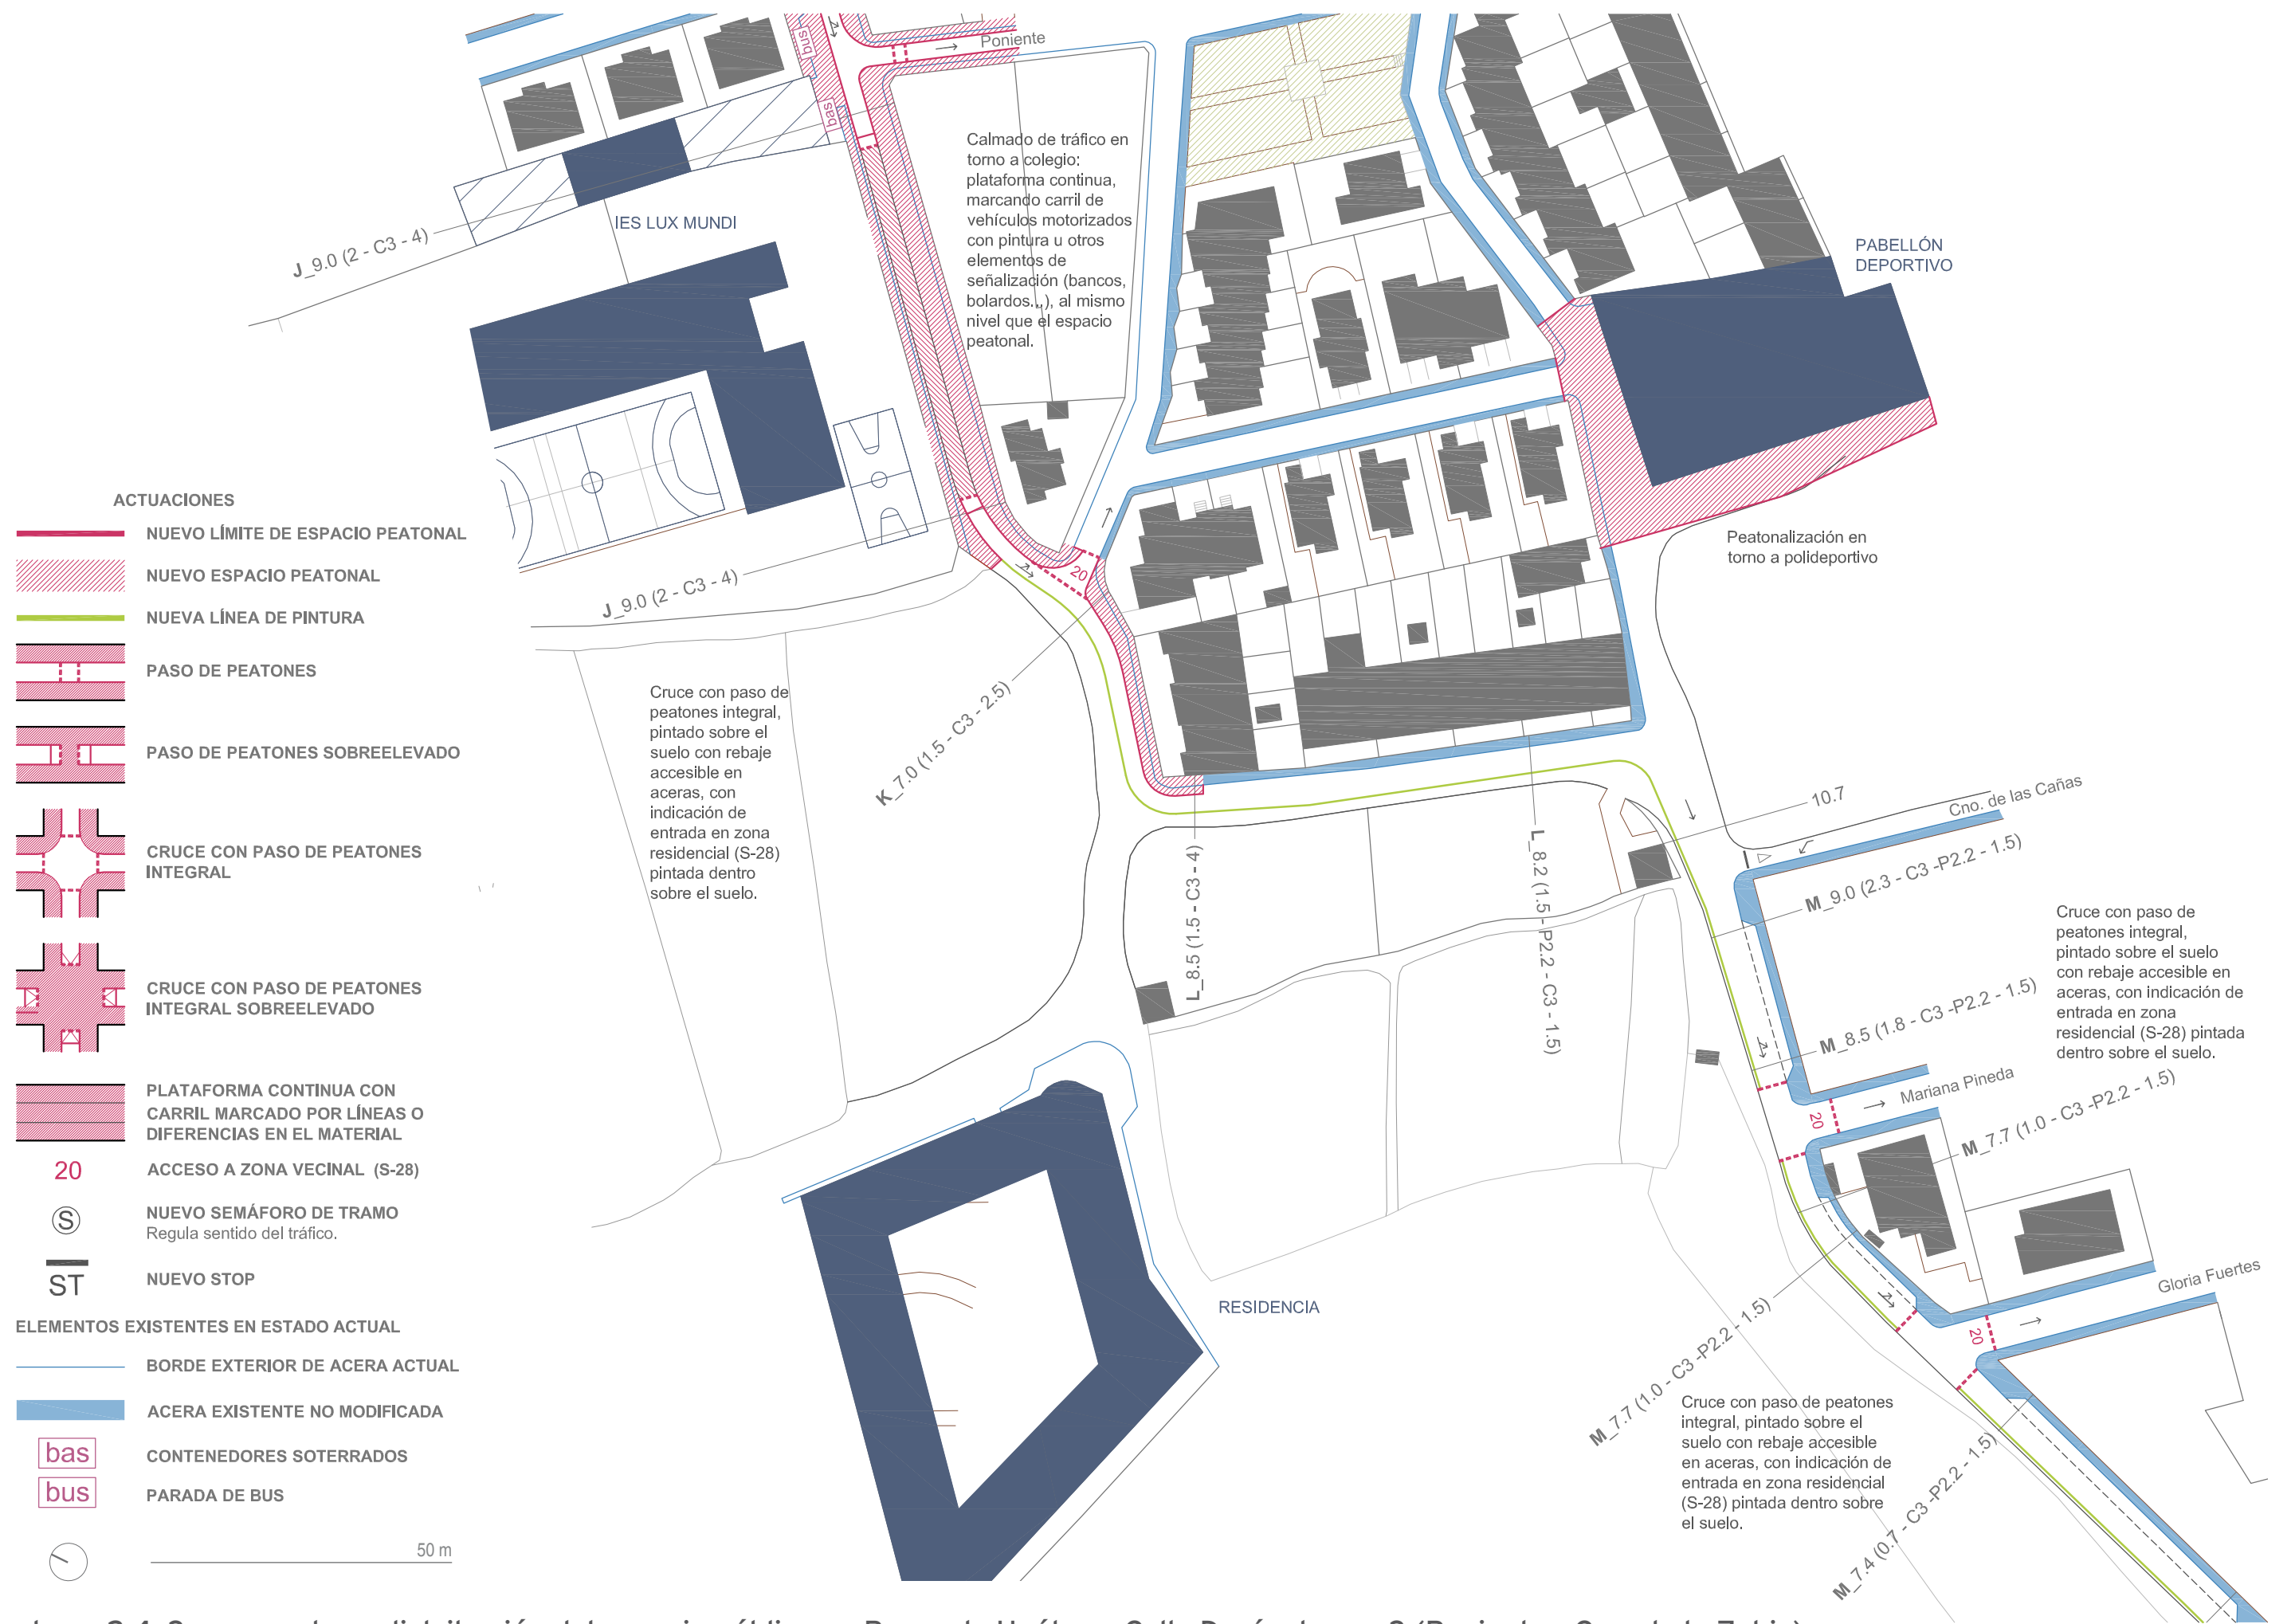 bus
Poniente
bas
Calmado de tráfico en
torno a colegio:
plataforma continua,
marcando carril de
vehículos motorizados
con pintura u otros
elementos de
señalización (bancos,
bolardos...), al mismo
nivel que el espacio
peatonal.
IES LUX MUNDI
J_9.0 (2 - C3 - 4)
PABELLÓN
DEPORTIVO
Peatonalización en
torno a polideportivo
J_9.0 (2 - C3 - 4)
20
K_7.0 (1.5 - C3 - 2.5)
Cruce con paso de
peatones integral,
pintado sobre el
suelo con rebaje
accesible en
aceras, con
indicación de
entrada en zona
residencial (S-28)
pintada dentro
sobre el suelo.
L_8.5 (1.5 - C3 - 4)
L_8.2 (1.5 - P2.2 - C3 - 1.5)
10.7
Cno. de las Cañas
M_9.0 (2.3 - C3 -P2.2 - 1.5)
Cruce con paso de
peatones integral,
pintado sobre el suelo
con rebaje accesible en
aceras, con indicación de
entrada en zona
residencial (S-28) pintada
dentro sobre el suelo.
M_8.5 (1.8 - C3 -P2.2 - 1.5)
Mariana Pineda
20
M_7.7 (1.0 - C3 -P2.2 - 1.5)
Gloria Fuertes
20
M_7.7 (1.0 - C3 -P2.2 - 1.5)
Cruce con paso de peatones
integral, pintado sobre el
suelo con rebaje accesible
en aceras, con indicación de
entrada en zona residencial
(S-28) pintada dentro sobre
el suelo.
M_7.4 (0.7 - C3 -P2.2 - 1.5)
RESIDENCIA
ACTUACIONES
NUEVO LÍMITE DE ESPACIO PEATONAL
NUEVO ESPACIO PEATONAL
NUEVA LÍNEA DE PINTURA
PASO DE PEATONES
PASO DE PEATONES SOBREELEVADO
CRUCE CON PASO DE PEATONES
INTEGRAL
CRUCE CON PASO DE PEATONES
INTEGRAL SOBREELEVADO
PLATAFORMA CONTINUA CON
CARRIL MARCADO POR LÍNEAS O
DIFERENCIAS EN EL MATERIAL
20 ACCESO A ZONA VECINAL (S-28)
S NUEVO SEMÁFORO DE TRAMO
Regula sentido del tráfico.
ST NUEVO STOP
ELEMENTOS EXISTENTES EN ESTADO ACTUAL
BORDE EXTERIOR DE ACERA ACTUAL
ACERA EXISTENTE NO MODIFICADA
bas CONTENEDORES SOTERRADOS
bus PARADA DE BUS
50 m